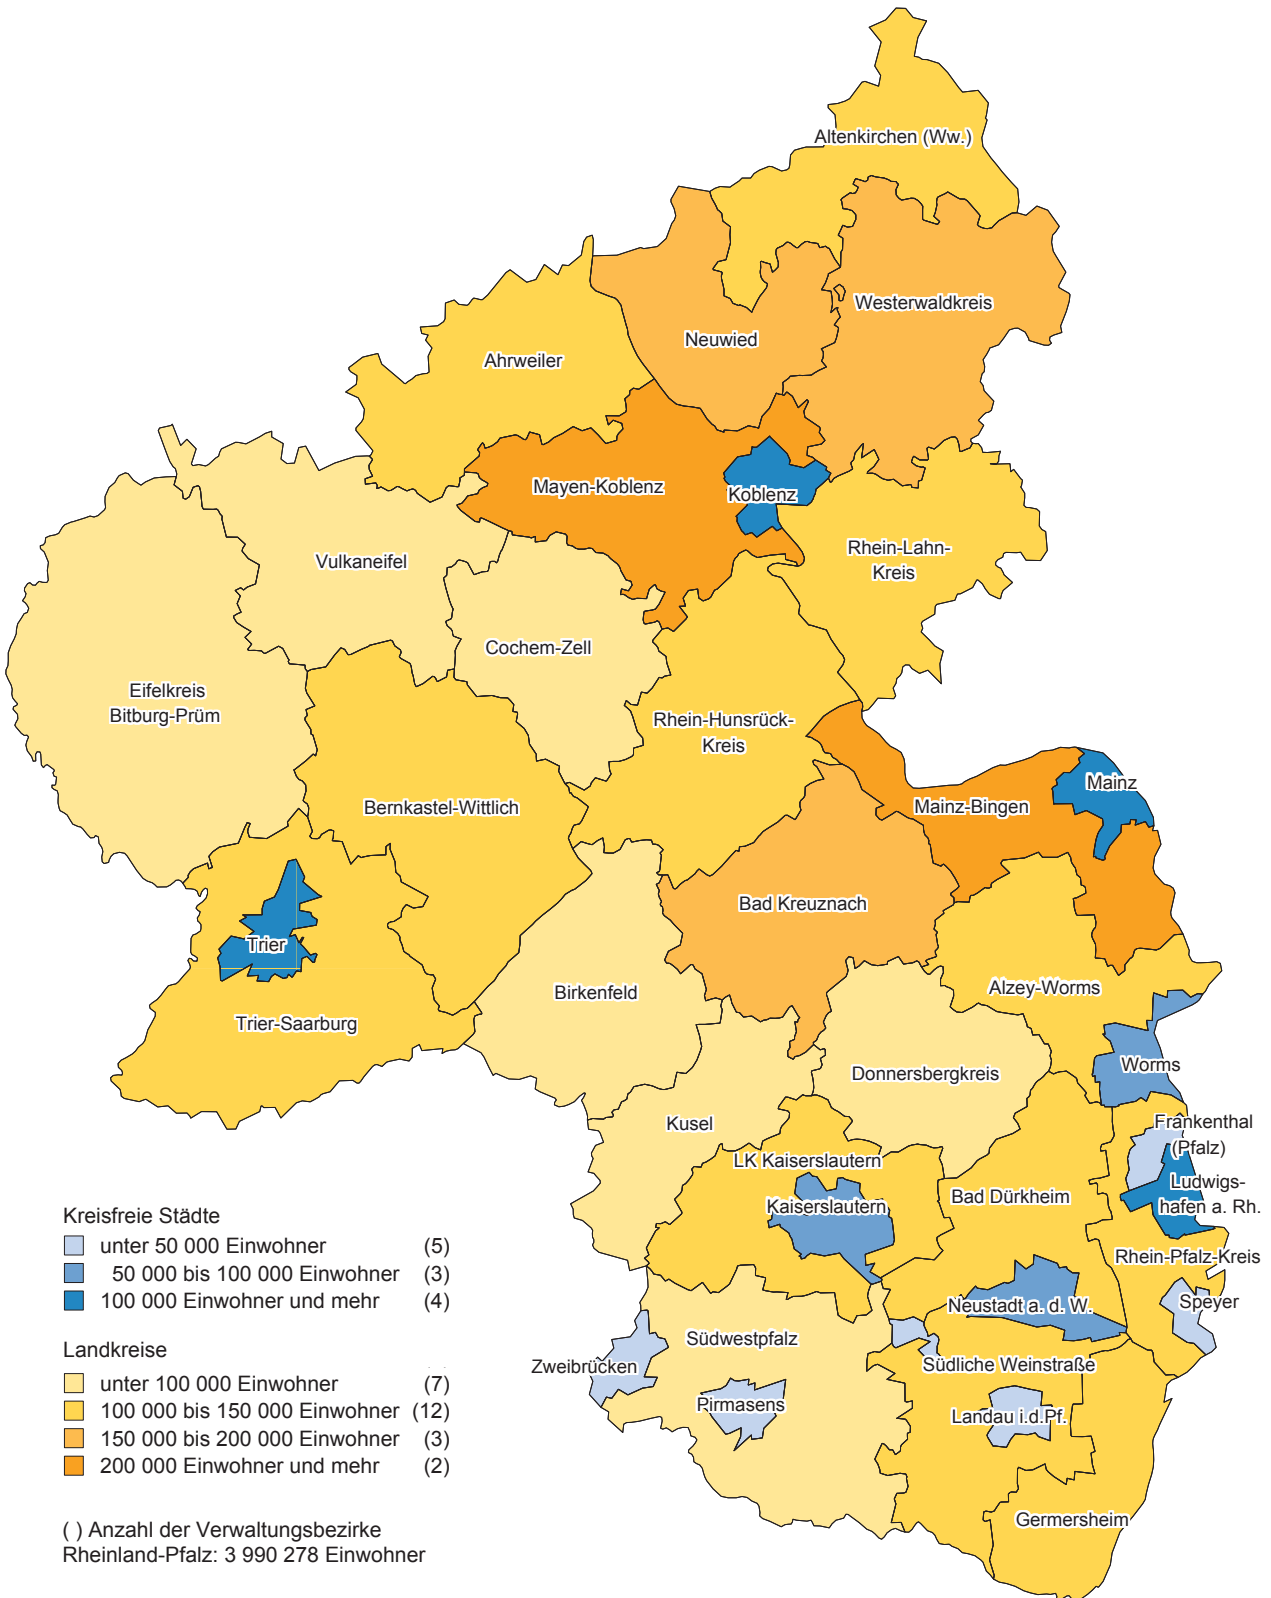 Altenkirchen (Ww.)
Westerwaldkreis
Neuwied
Ahrweiler
Mayen-Koblenz
Koblenz
Rhein-Lahn-
Kreis
Vulkaneifel
Cochem-Zell
Eifelkreis
Bitburg-Prüm
Rhein-Hunsrück-
Kreis
Mainz
Mainz-Bingen
Bernkastel-Wittlich
Bad Kreuznach
Trier
Alzey-Worms
Birkenfeld
Trier-Saarburg
Worms
Donnersbergkreis
Kusel
Frankenthal
(Pfalz)
LK Kaiserslautern
Ludwigs-
hafen a. Rh.
Bad Dürkheim
Kaiserslautern
Rhein-Pfalz-Kreis
Speyer
Neustadt a. d. W.
Südwestpfalz
Zweibrücken
Südliche Weinstraße
Pirmasens
Landau i.d.Pf.
Germersheim
Kreisfreie Städte
unter 50 000 Einwohner (5)
50 000 bis 100 000 Einwohner (3)
100 000 Einwohner und mehr (4)
Landkreise
unter 100 000 Einwohner (7)
100 000 bis 150 000 Einwohner (12)
150 000 bis 200 000 Einwohner (3)
200 000 Einwohner und mehr (2)
( ) Anzahl der Verwaltungsbezirke
Rheinland-Pfalz: 3 990 278 Einwohner